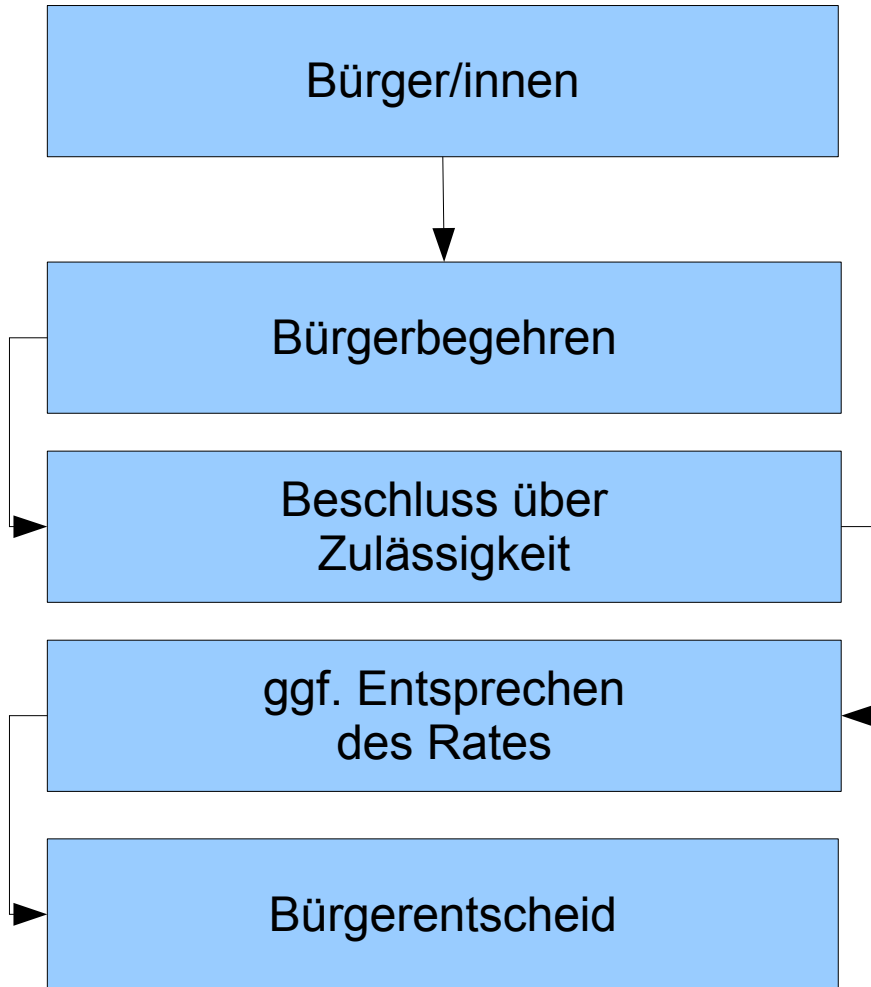 Bürger/innen
Bürgerbegehren
Beschluss über
Zulässigkeit
ggf. Entsprechen
des Rates
Bürgerentscheid